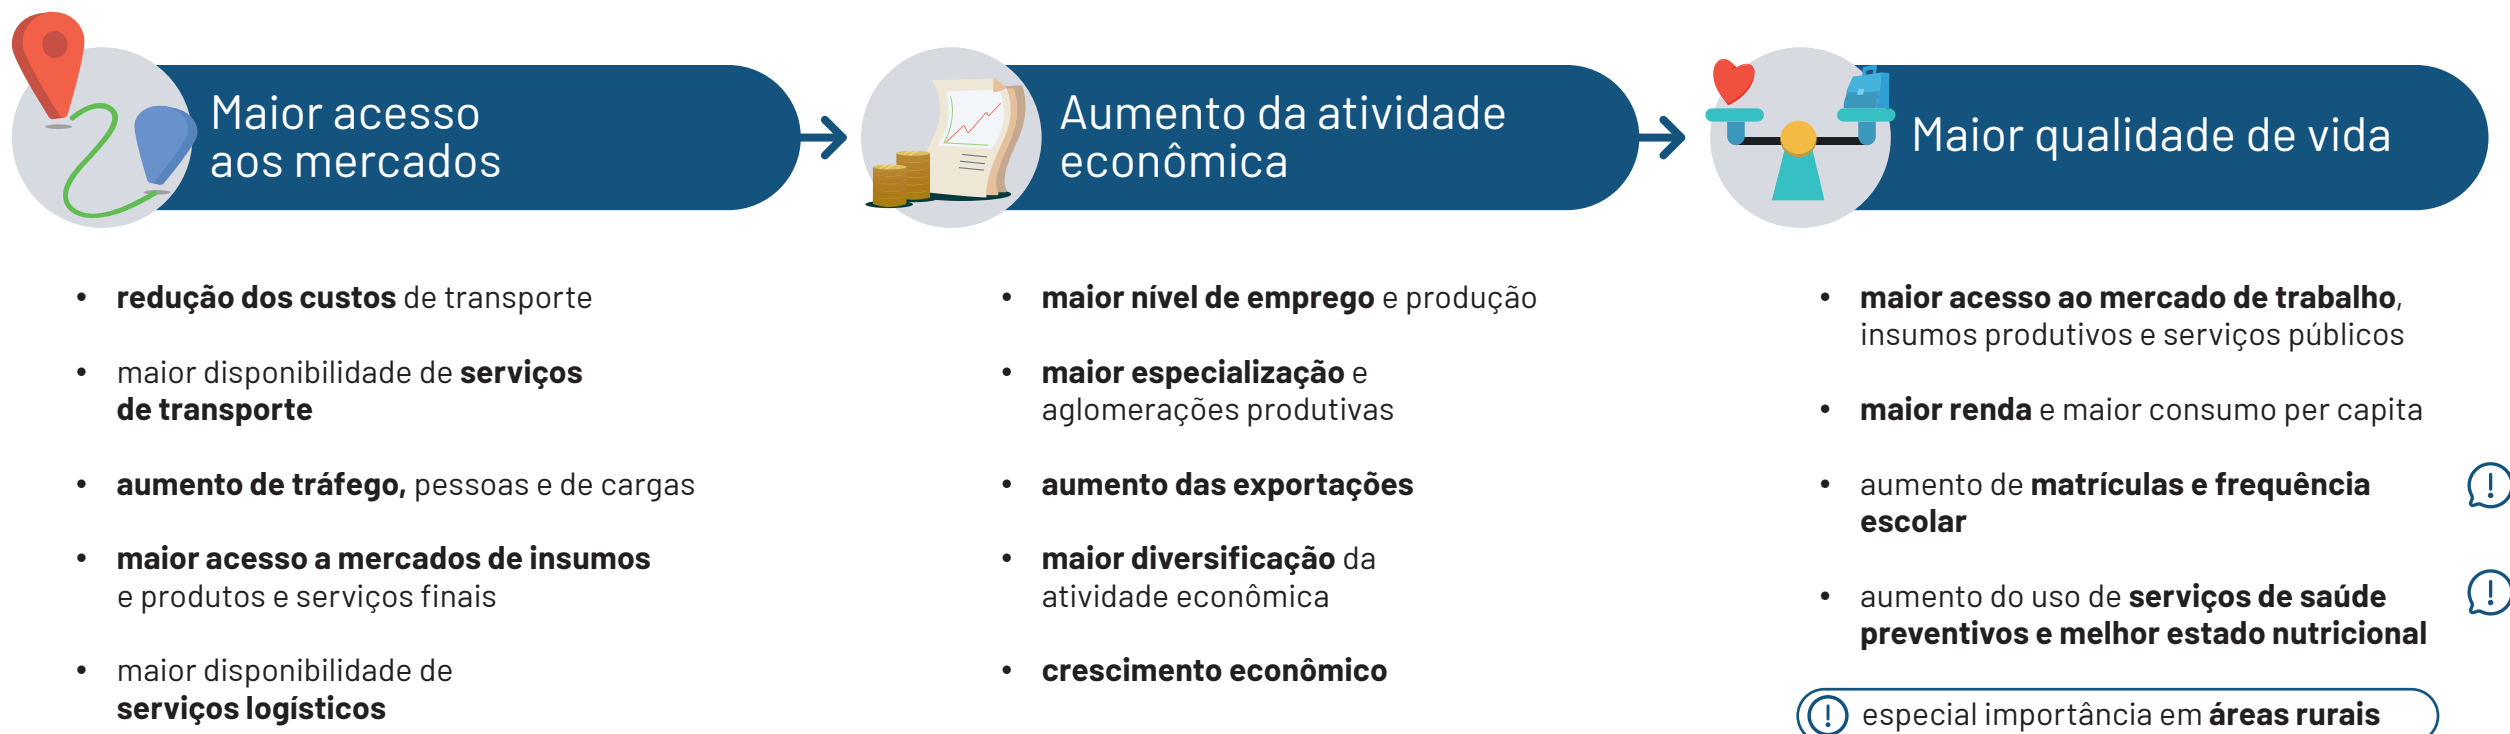 Maior acesso
aos mercados
• redução dos custos de transporte
• maior disponibilidade de serviços
de transporte
• aumento de tráfego, pessoas e de cargas
• maior acesso a mercados de insumos
e produtos e serviços finais
• maior disponibilidade de
serviços logísticos
Aumento da atividade
econômica
• maior nível de emprego e produção
• maior especialização e
aglomerações produtivas
• aumento das exportações
• maior diversificação da
atividade econômica
• crescimento econômico
Maior qualidade de vida
• maior acesso ao mercado de trabalho,
insumos produtivos e serviços públicos
• maior renda e maior consumo per capita
• aumento de matrículas e frequência
escolar
• aumento do uso de serviços de saúde
preventivos e melhor estado nutricional
especial importância em áreas rurais